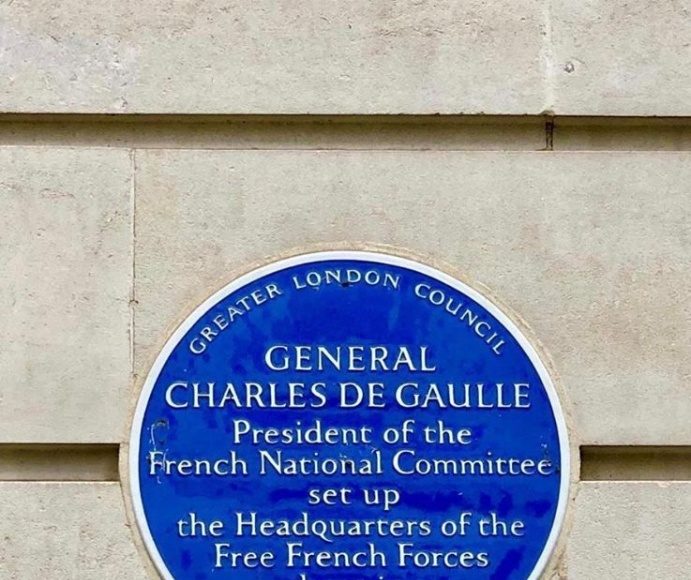 GREATER LONDON COUNCIL
GENERAL
CHARLES DE GAULLE
President of the
French National Committee
set up
the Headquarters of the
Free French Forces